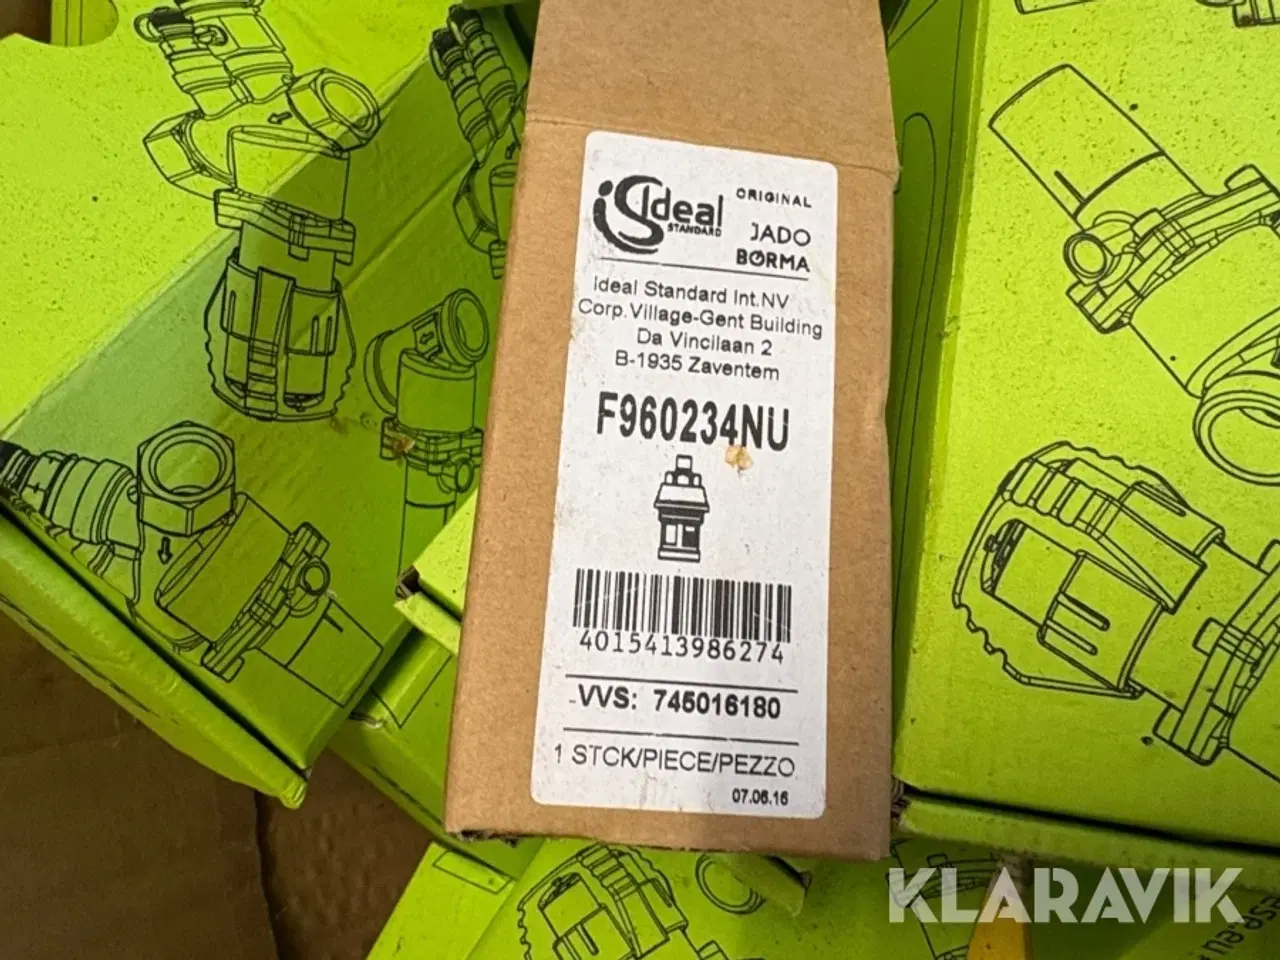 Ideal
STANDARD
ORIGINAL
JADO
BORMA
Ideal Standard Int.NV
Corp.Village-Gent Building
Da Vincilaan 2
B-1935 Zaventem
F960234NU
4015413986274
VVS: 745016180
1 STCK/PIECE/PEZZO
07.06.16
KLARAVIK